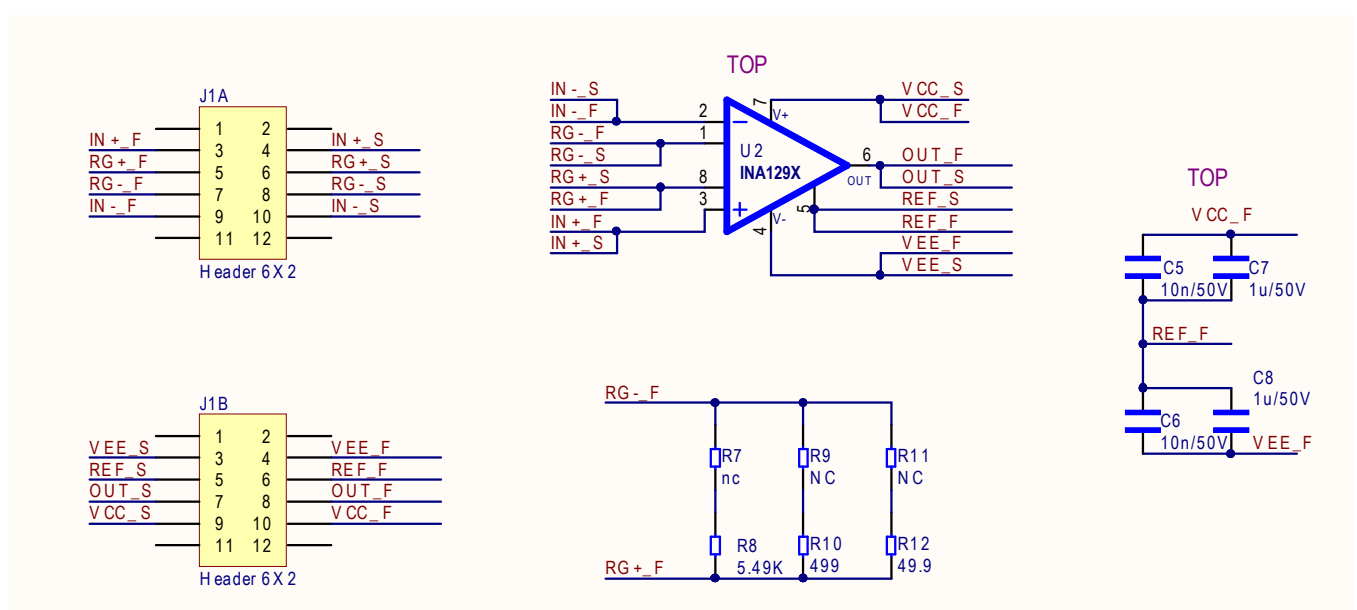 TOP
J1A
1 2
IN+_F 3 4 IN+_S
RG+_F 5 6 RG+_S
RG-_F 7 8 RG-_S
IN-_F 9 10 IN-_S
11 12
Header 6X2
IN-_S
IN-_F
RG-_F
RG-_S
RG+_S
RG+_F
IN+_F
IN+_S
2
1
8
3
7
V+
U2
INA129X
6
OUT
5
V-
4
VCC_S
VCC_F
OUT_F
OUT_S
REF_S
REF_F
VEE_F
VEE_S
TOP
VCC_F
C5
10n/50V
C7
1u/50V
REF_F
C8
1u/50V
C6
10n/50V
VEE_F
J1B
1 2
VEE_S 3 4 VEE_F
REF_S 5 6 REF_F
OUT_S 7 8 OUT_F
VCC_S 9 10 VCC_F
11 12
Header 6X2
RG-_F
R7
nc
R9
NC
R11
NC
R8
5.49K
R10
499
R12
49.9
RG+_F